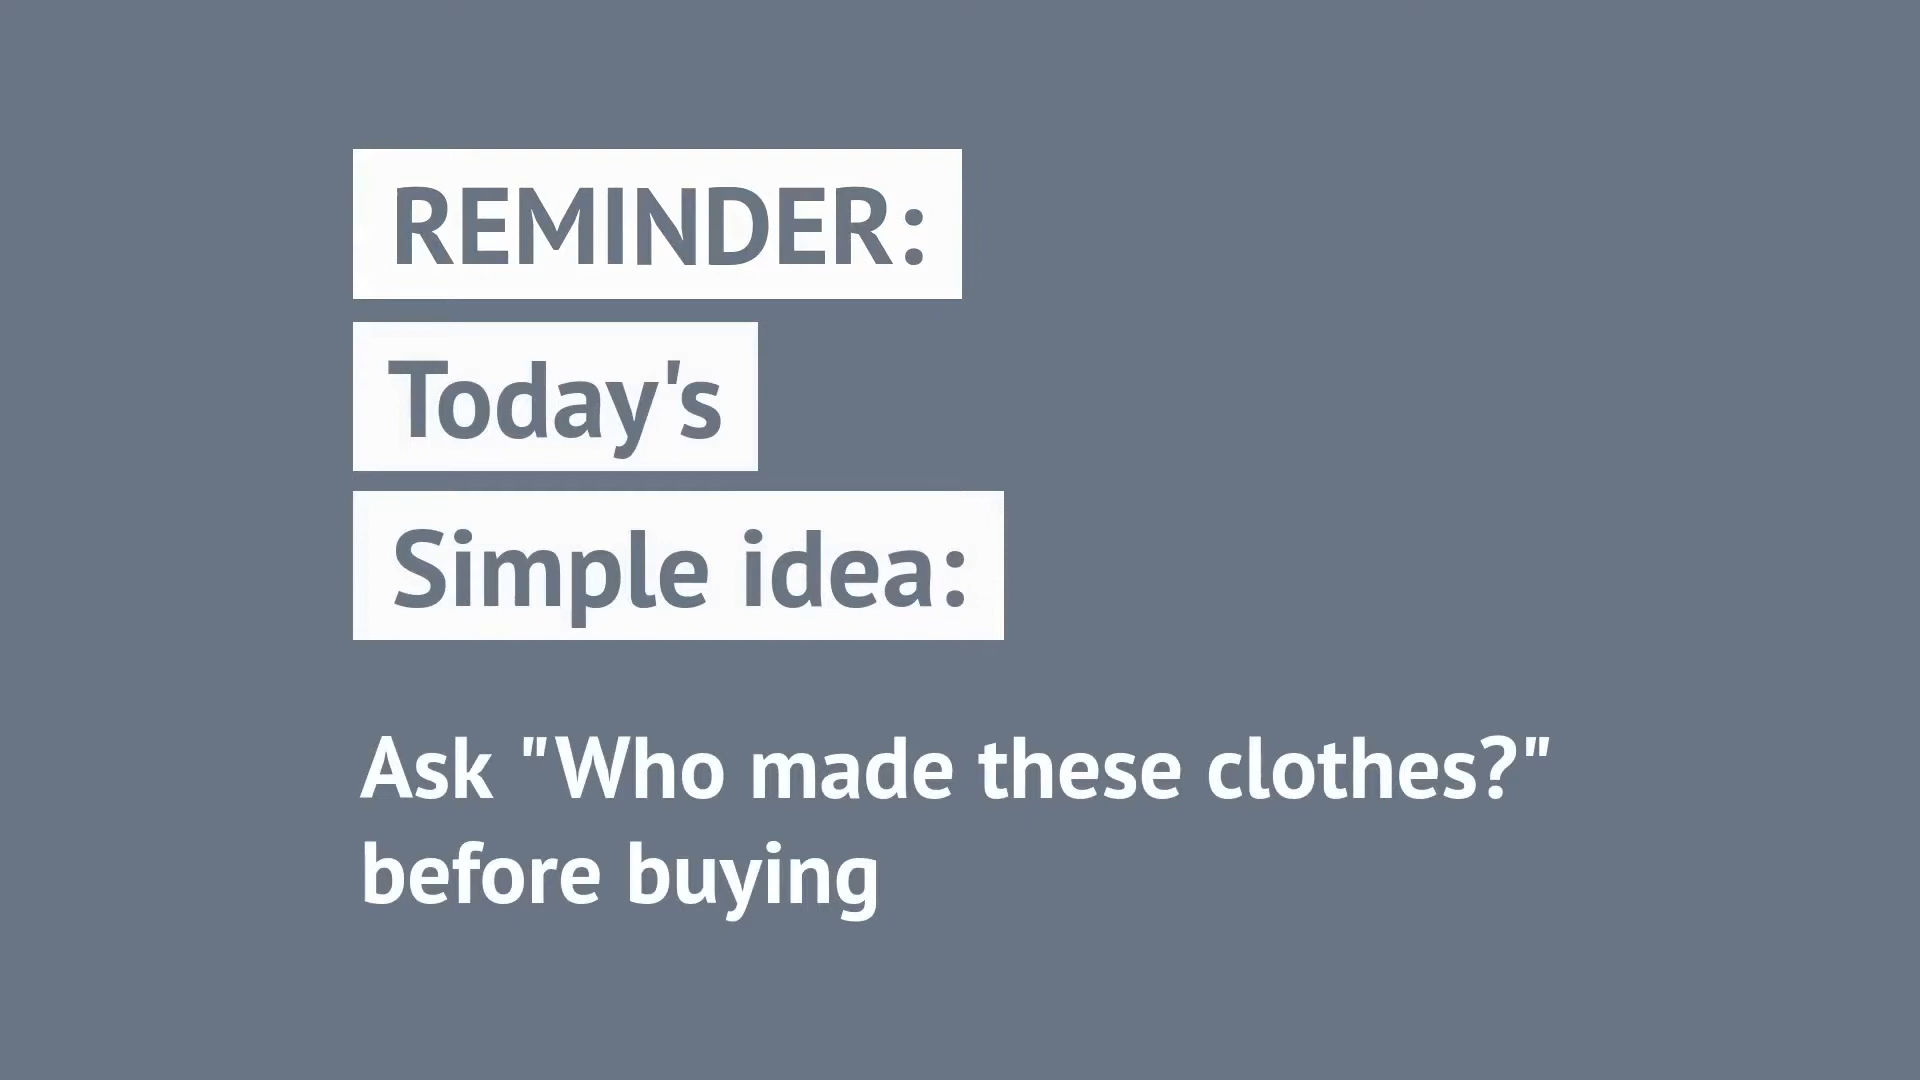 REMINDER:
Today's
Simple idea:
Ask "Who made these clothes?"
before buying